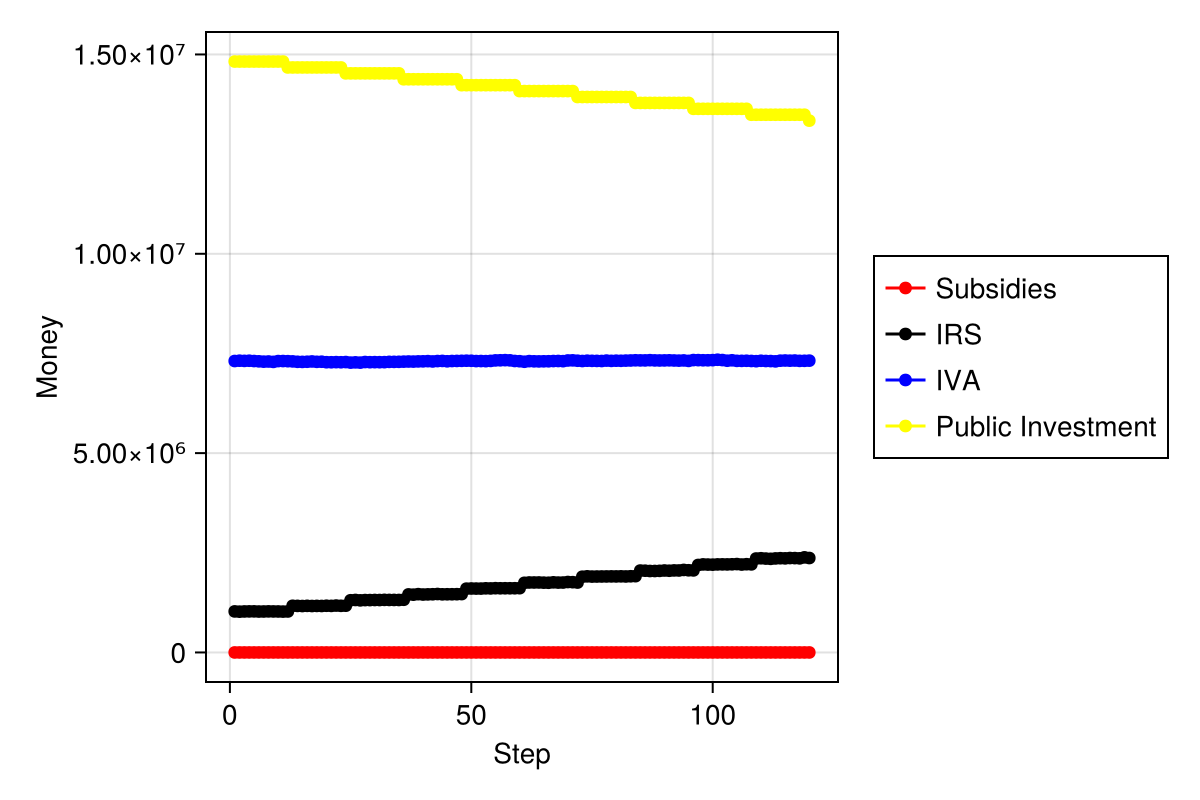 1.50×10⁷
1.00×10⁷
5.00×10⁶
0
Money
0 50 100
Step
Subsidies
IRS
IVA
Public Investment